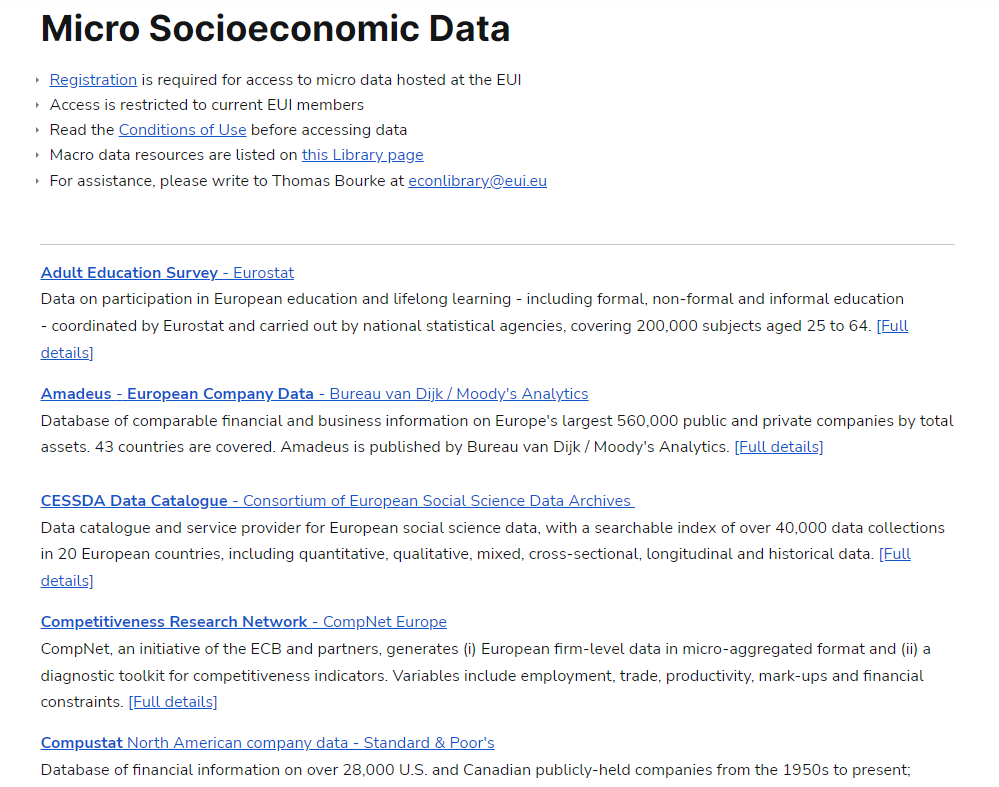 Micro Socioeconomic Data
Registration is required for access to micro data hosted at the EUI
Access is restricted to current EUI members
Read the Conditions of Use before accessing data
Macro data resources are listed on this Library page
For assistance, please write to Thomas Bourke at econlibrary@eui.eu
Adult Education Survey - Eurostat
Data on participation in European education and lifelong learning - including formal, non-formal and informal education
- coordinated by Eurostat and carried out by national statistical agencies, covering 200,000 subjects aged 25 to 64. [Full
details]
Amadeus - European Company Data - Bureau van Dijk / Moody's Analytics
Database of comparable financial and business information on Europe's largest 560,000 public and private companies by total
assets. 43 countries are covered. Amadeus is published by Bureau van Dijk / Moody's Analytics. [Full details]
CESSDA Data Catalogue - Consortium of European Social Science Data Archives
Data catalogue and service provider for European social science data, with a searchable index of over 40,000 data collections
in 20 European countries, including quantitative, qualitative, mixed, cross-sectional, longitudinal and historical data. [Full
details]
Competitiveness Research Network - CompNet Europe
CompNet, an initiative of the ECB and partners, generates (i) European firm-level data in micro-aggregated format and (ii) a
diagnostic toolkit for competitiveness indicators. Variables include employment, trade, productivity, mark-ups and financial
constraints. [Full details]
Compustat North American company data - Standard & Poor's
Database of financial information on over 28,000 U.S. and Canadian publicly-held companies from the 1950s to present;